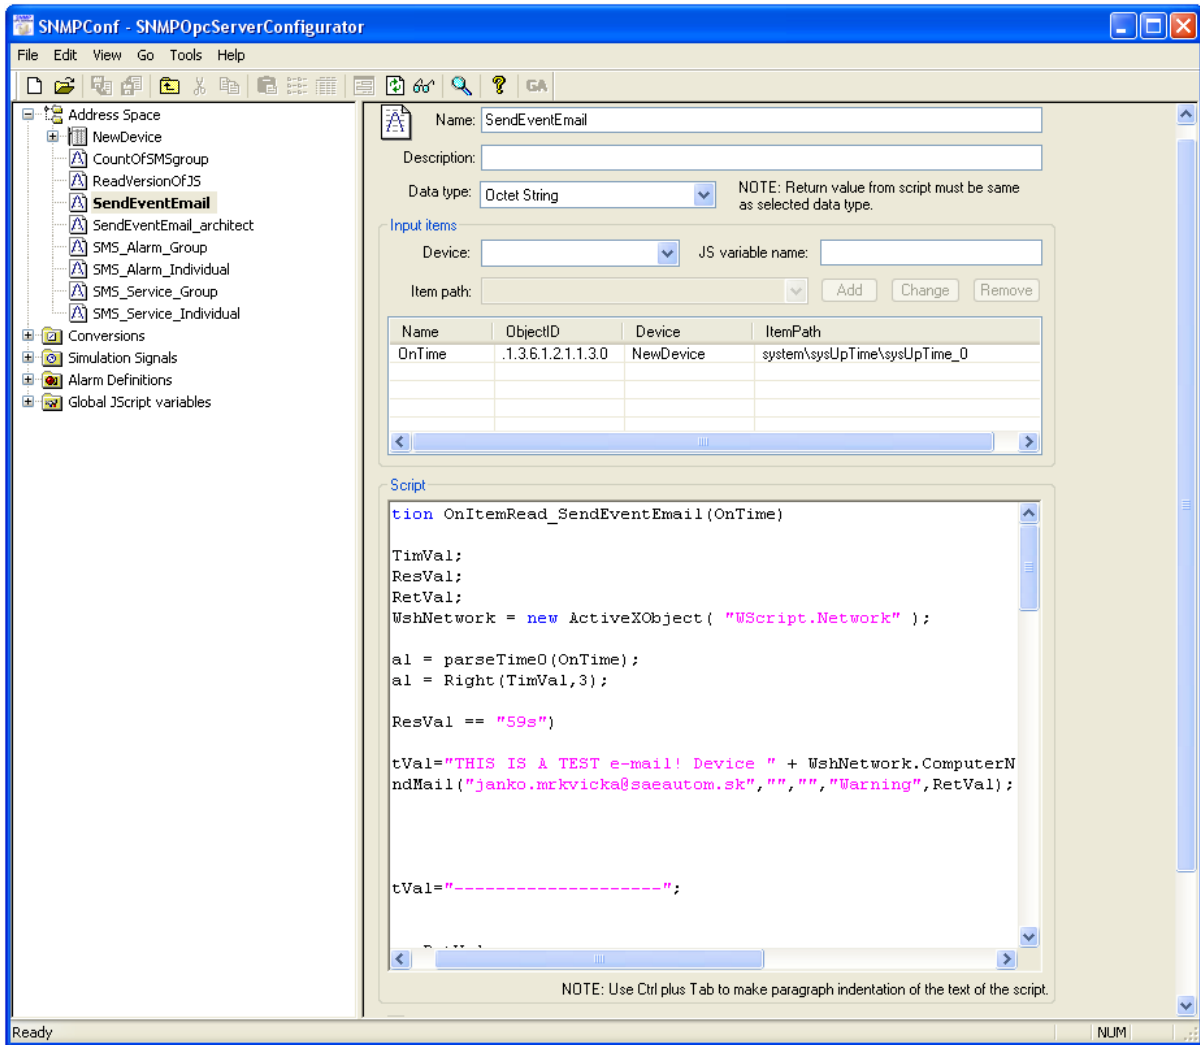 SNMPConf - SNMPOpcServerConfigurator
File Edit View Go Tools Help
GA
Address Space
NewDevice
CountOfSMSgroup
ReadVersionOfJS
SendEventEmail
SendEventEmail_architect
SMS_Alarm_Group
SMS_Alarm_Individual
SMS_Service_Group
SMS_Service_Individual
Conversions
Simulation Signals
Alarm Definitions
Global JScript variables
Name: SendEventEmail
Description:
Data type: Octet String
NOTE: Return value from script must be same
as selected data type.
Input items
Device: JS variable name:
Item path: Add Change Remove
Name ObjectID Device ItemPath
OnTime .1.3.6.1.2.1.1.3.0 NewDevice system\sysUpTime\sysUpTime_0
Script
tion OnItemRead_SendEventEmail(OnTime)
TimVal;
ResVal;
RetVal;
WshNetwork = new ActiveXObject( "WScript.Network" );
al = parseTime0(OnTime);
al = Right(TimVal,3);
ResVal == "59s")
tVal="THIS IS A TEST e-mail! Device " + WshNetwork.ComputerN
ndMail("janko.mrkvicka@saeautom.sk","","","Warning",RetVal);
tVal="--------------------";
NOTE: Use Ctrl plus Tab to make paragraph indentation of the text of the script.
Ready NUM